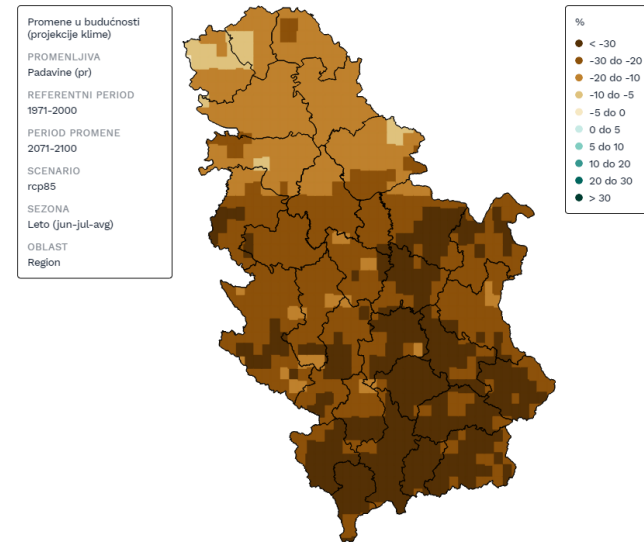 Promene u budućnosti
(projekcije klime)
PROMENLJIVA
Padavine (pr)
REFERENTNI PERIOD
1971-2000
PERIOD PROMENE
2071-2100
SCENARIO
rcp85
SEZONA
Leto (jun-jul-avg)
OBLAST
Region
%
< -30
-30 do -20
-20 do -10
-10 do -5
-5 do 0
0 do 5
5 do 10
10 do 20
20 do 30
> 30